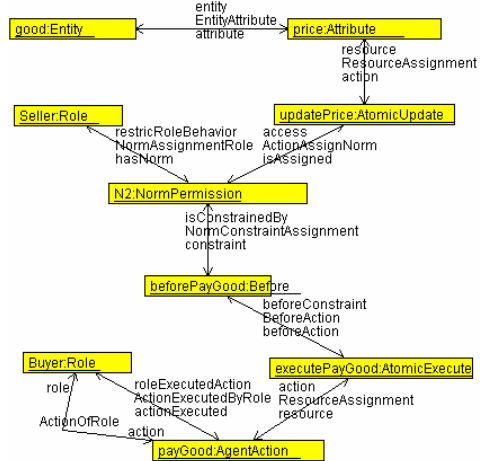 entity
good:Entity
EntityAttribute
price:Attribute
attribute
resource
ResourceAssignment
action
Seller:Role
updatePrice:AtomicUpdate
restricRoleBehavior
access
NormAssignmentRole
ActionAssignNorm
hasNorm
isAssigned
N2:NormPermission
isConstrainedBy
NormConstraintAssignment
constraint
beforePayGood:Before
beforeConstraint
BeforeAction
beforeAction
Buyer:Role
executePayGood:AtomicExecute
role
roleExecutedAction
action
ActionExecutedByRole
ResourceAssignment
actionExecuted
resource
ActionOfRole
action
payGood:AgentAction